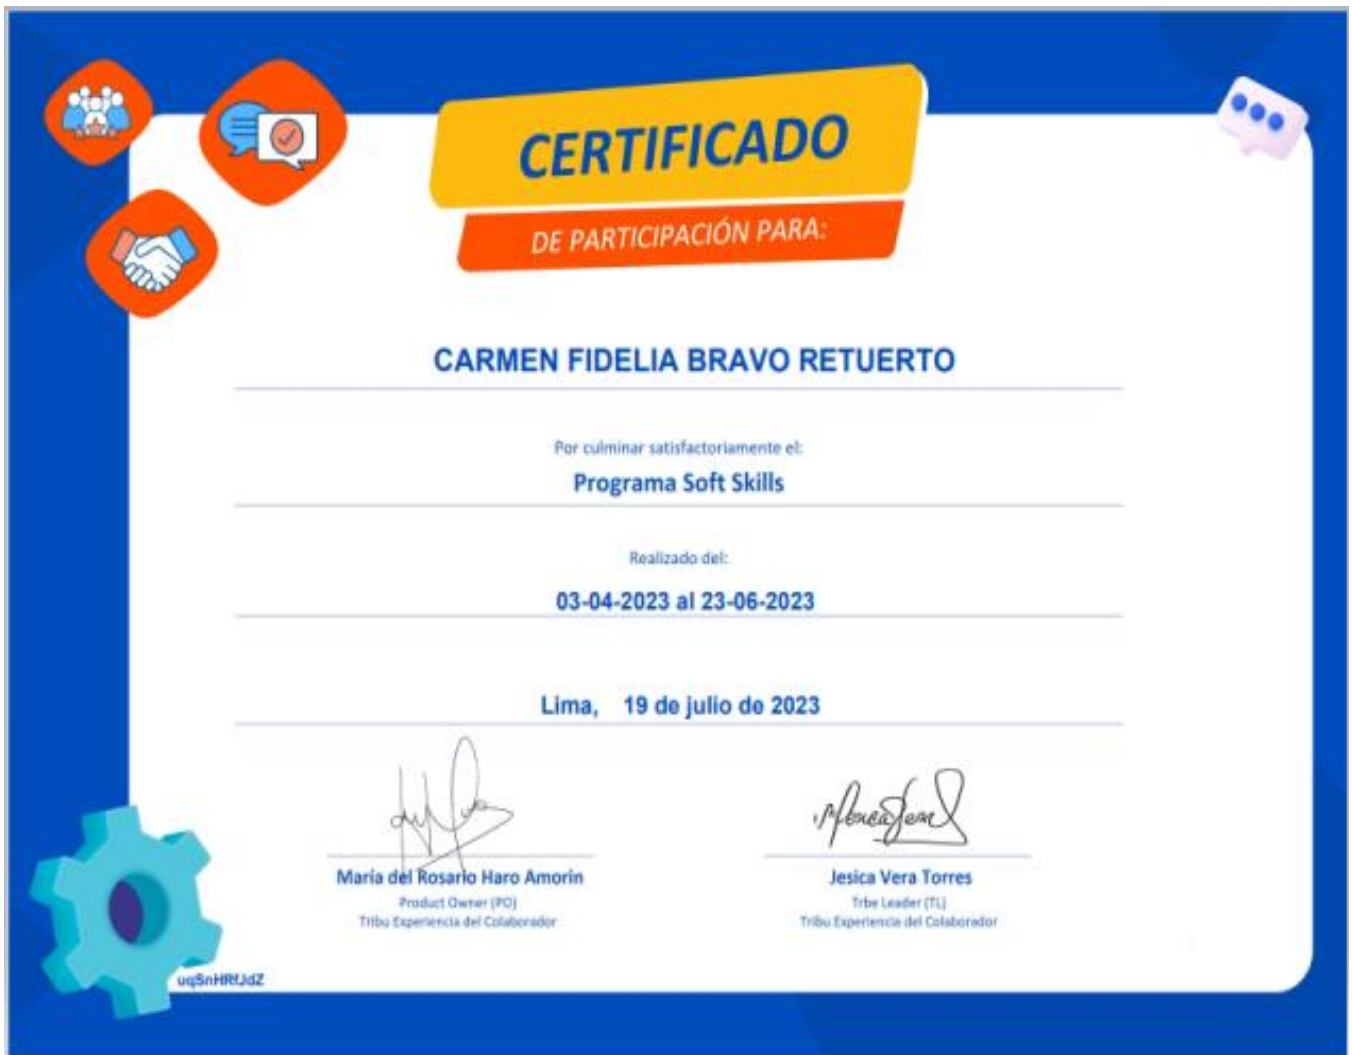 CERTIFICADO
DE PARTICIPACIÓN PARA:
CARMEN FIDELIA BRAVO RETUERTO
Por culminar satisfactoriamente el:
Programa Soft Skills
Realizado del:
03-04-2023 al 23-06-2023
Lima, 19 de julio de 2023
María del Rosario Haro Amorin
Product Owner (PO)
Tribu Experiencia del Colaborador
Jesica Vera Torres
Trbe Leader (TL)
Tribu Experiencia del Colaborador